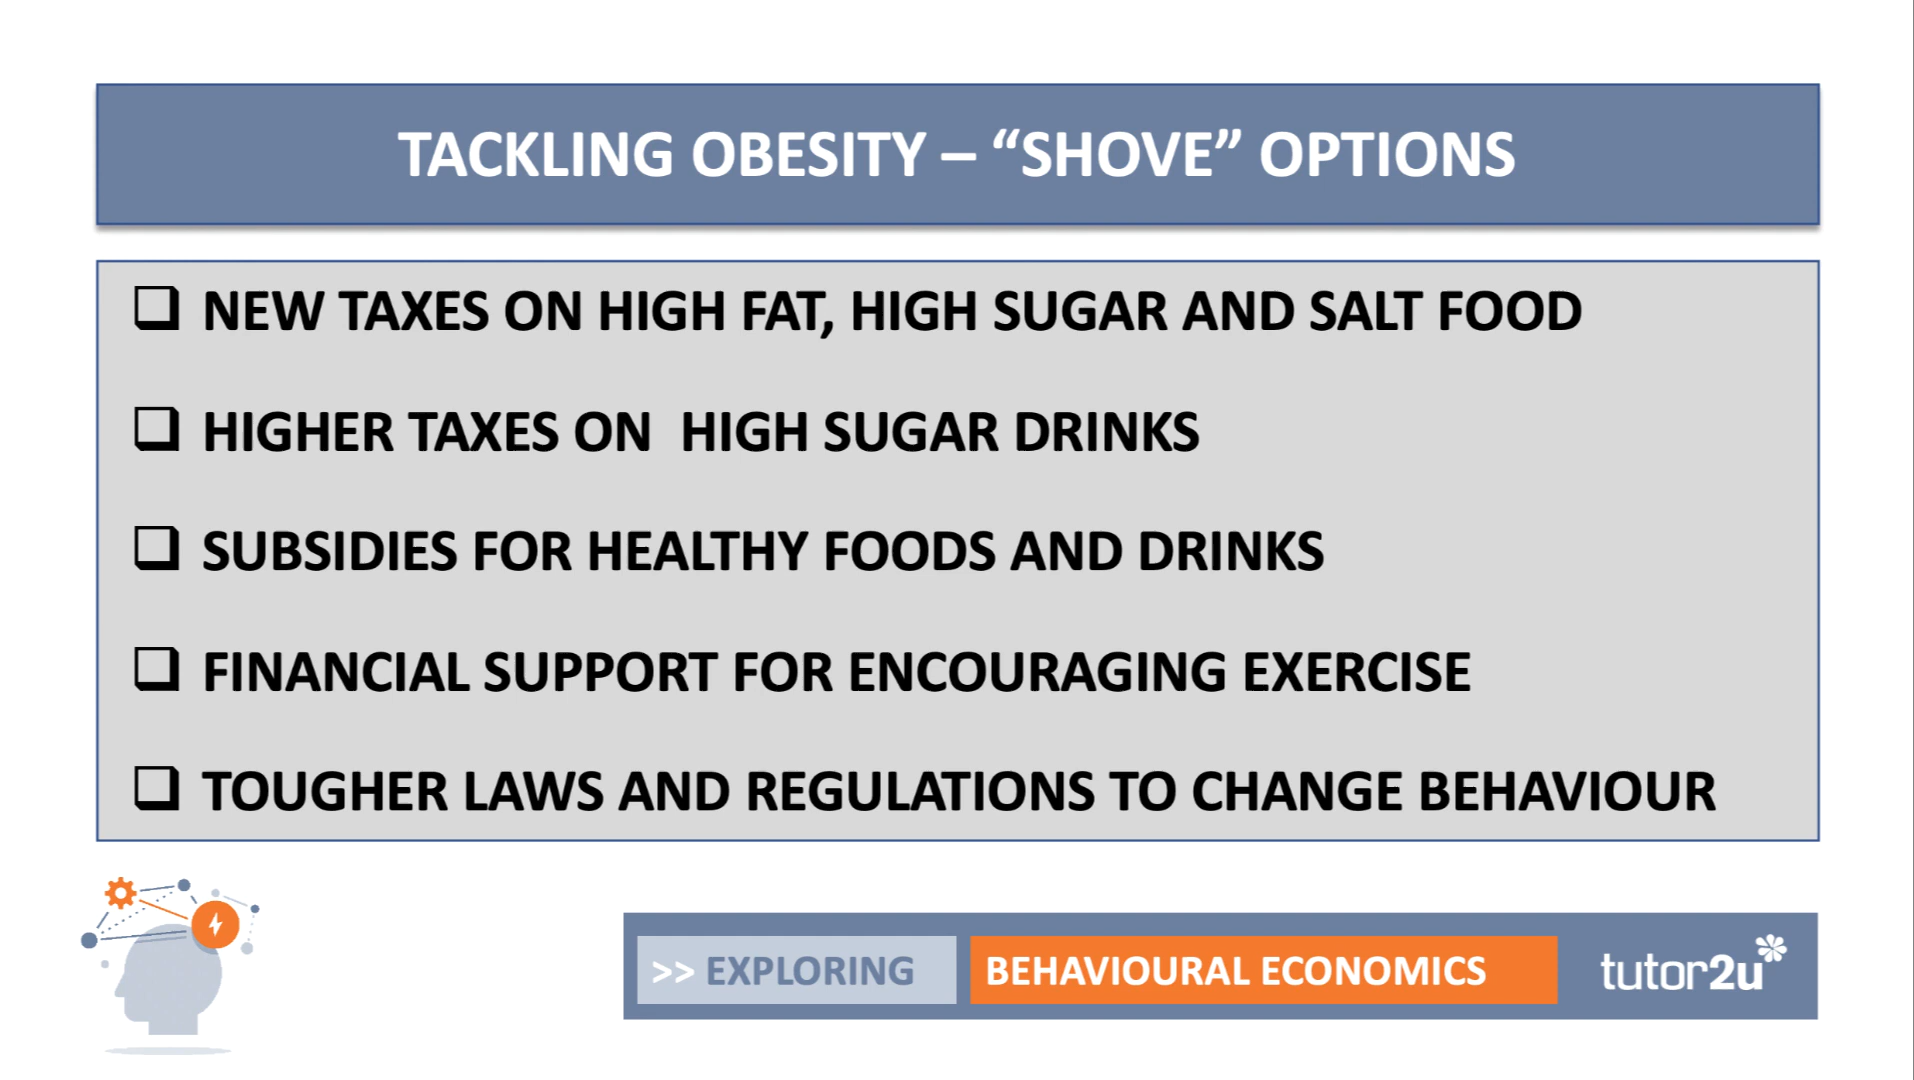 TACKLING OBESITY – “SHOVE” OPTIONS
NEW TAXES ON HIGH FAT, HIGH SUGAR AND SALT FOOD
HIGHER TAXES ON  HIGH SUGAR DRINKS
SUBSIDIES FOR HEALTHY FOODS AND DRINKS
FINANCIAL SUPPORT FOR ENCOURAGING EXERCISE
TOUGHER LAWS AND REGULATIONS TO CHANGE BEHAVIOUR
>> EXPLORING BEHAVIOURAL ECONOMICS tutor2u